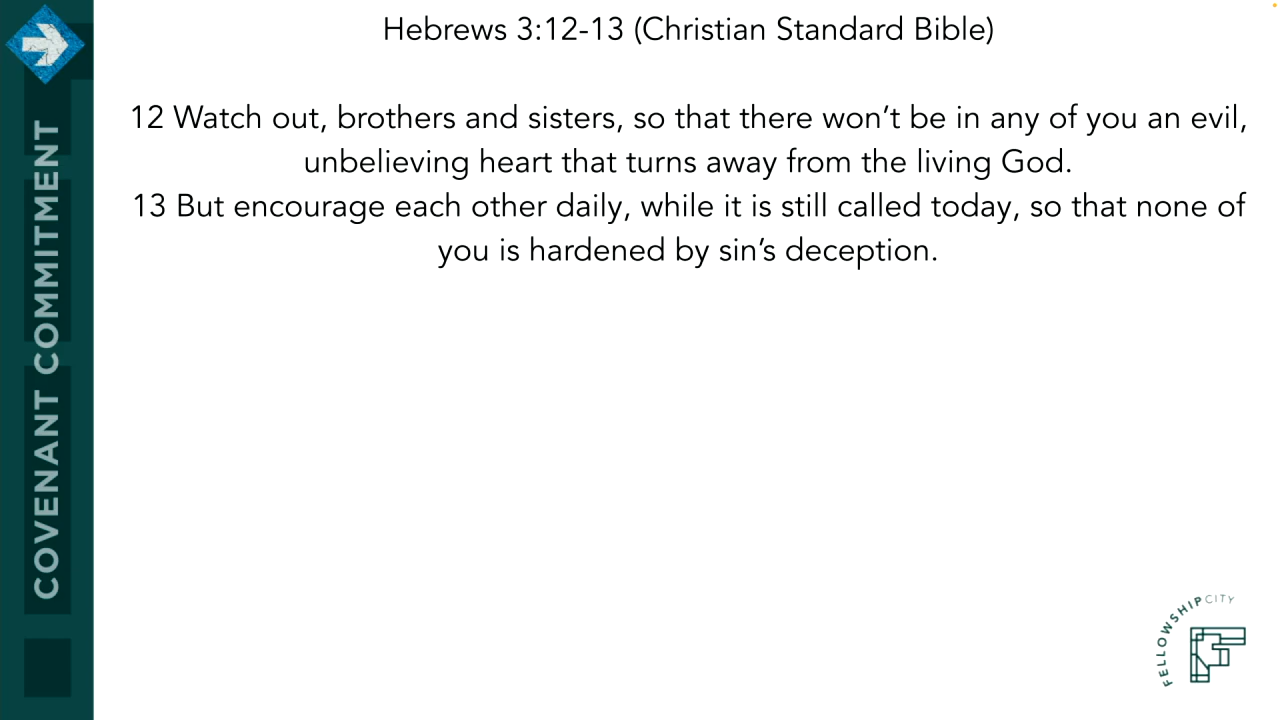 COVENANT COMMITMENT
Hebrews 3:12-13 (Christian Standard Bible)
12 Watch out, brothers and sisters, so that there won’t be in any of you an evil,
unbelieving heart that turns away from the living God.
13 But encourage each other daily, while it is still called today, so that none of
you is hardened by sin’s deception.
FELLOWSHIPCITY